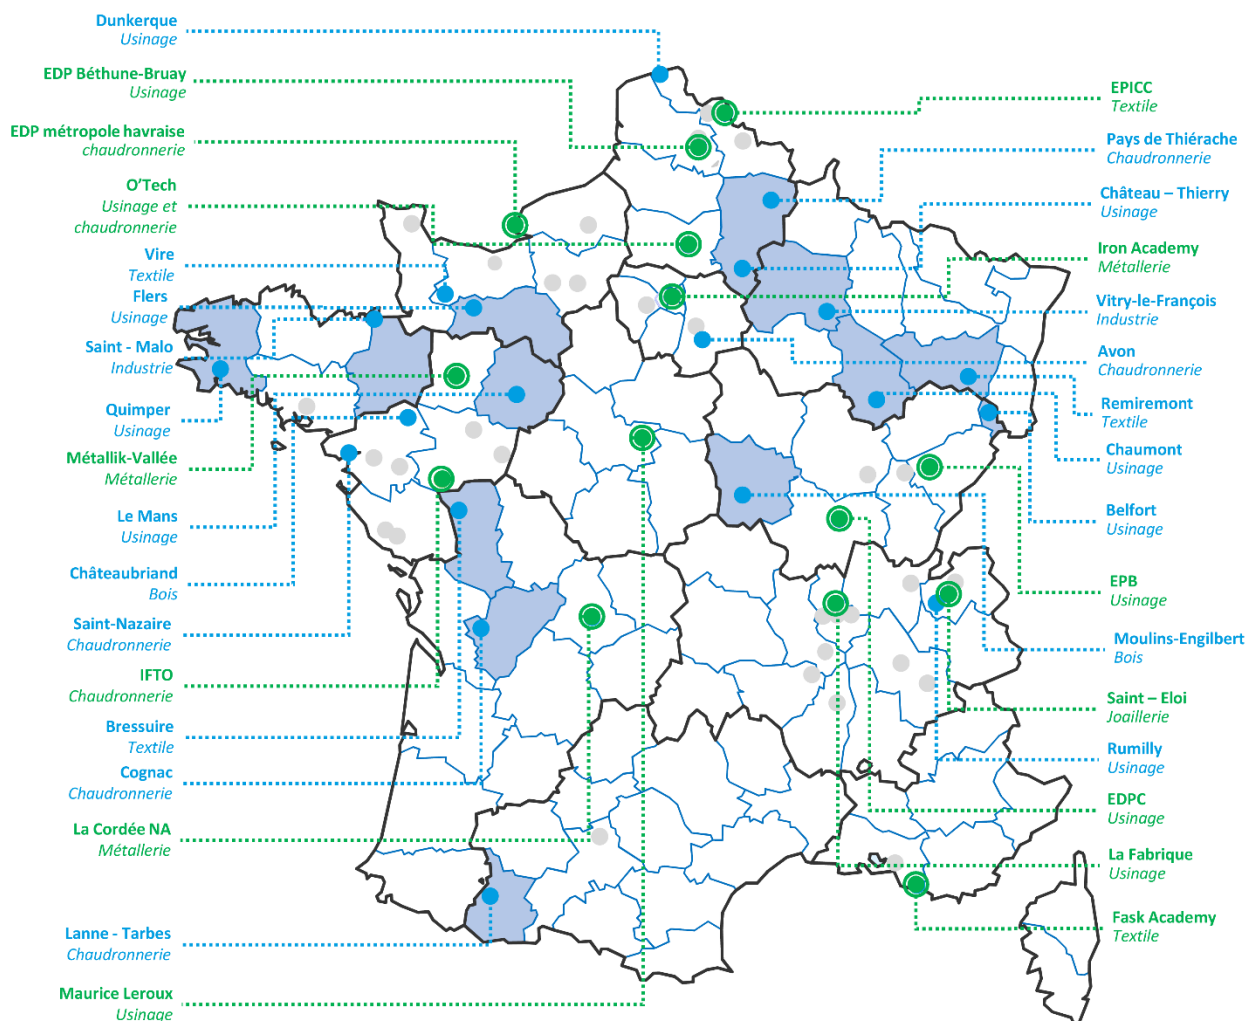 Dunkerque
Usinage
EDP Béthune-Bruay
Usinage
EDP métropole havraise
chaudronnerie
O'Tech
Usinage et
chaudronnerie
Vire
Textile
Flers
Usinage
Saint - Malo
Industrie
Quimper
Usinage
Métallik-Vallée
Métallerie
Le Mans
Usinage
Châteaubriand
Bois
Saint-Nazaire
Chaudronnerie
IFTO
Chaudronnerie
Bressuire
Textile
Cognac
Chaudronnerie
La Cordée NA
Métallerie
Lanne - Tarbes
Chaudronnerie
Maurice Leroux
Usinage
EPICC
Textile
Pays de Thiérache
Chaudronnerie
Château – Thierry
Usinage
Iron Academy
Métallerie
Vitry-le-François
Industrie
Avon
Chaudronnerie
Remiremont
Textile
Chaumont
Usinage
Belfort
Usinage
EPB
Usinage
Moulins-Engilbert
Bois
Saint – Eloi
Joaillerie
Rumilly
Usinage
EDPC
Usinage
La Fabrique
Usinage
Fask Academy
Textile